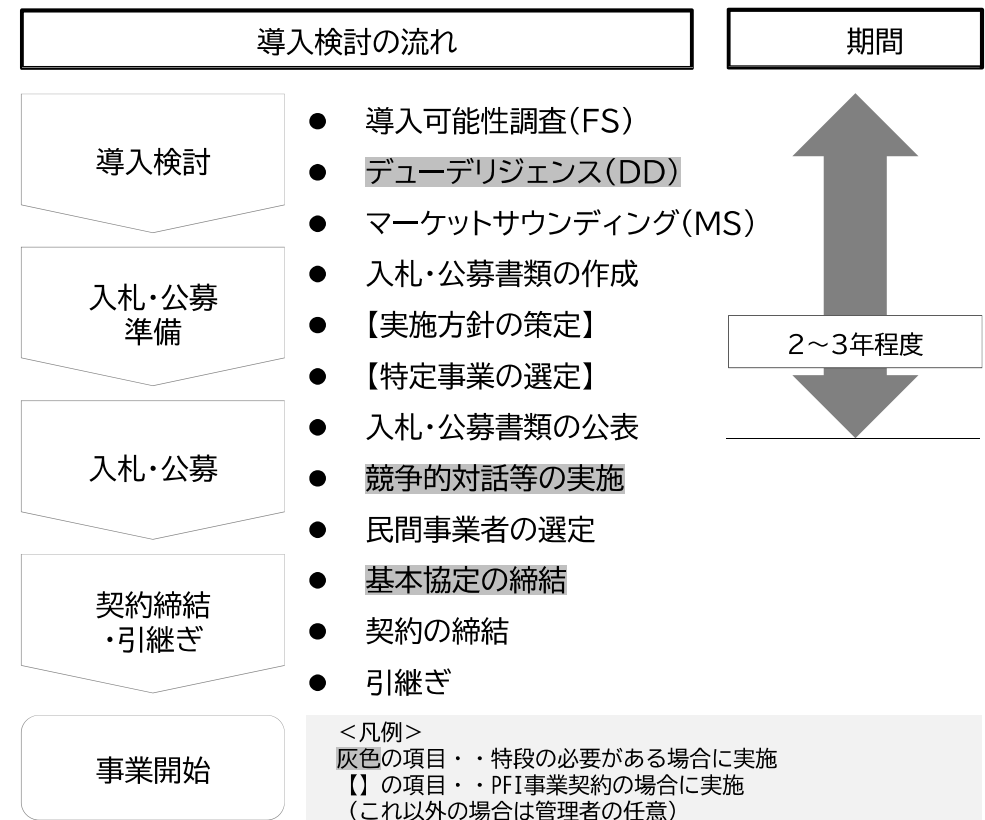 導入検討の流れ
期間
導入検討
入札・公募
準備
入札・公募
契約締結
・引継ぎ
事業開始
● 導入可能性調査(FS)
● デューデリジェンス(DD)
● マーケットサウンディング(MS)
● 入札・公募書類の作成
● 【実施方針の策定】
● 【特定事業の選定】
● 入札・公募書類の公表
● 競争的対話等の実施
● 民間事業者の選定
● 基本協定の締結
● 契約の締結
● 引継ぎ
2~3年程度
<凡例>
灰色の項目・・特段の必要がある場合に実施
【】の項目・・PFI事業契約の場合に実施
(これ以外の場合は管理者の任意)